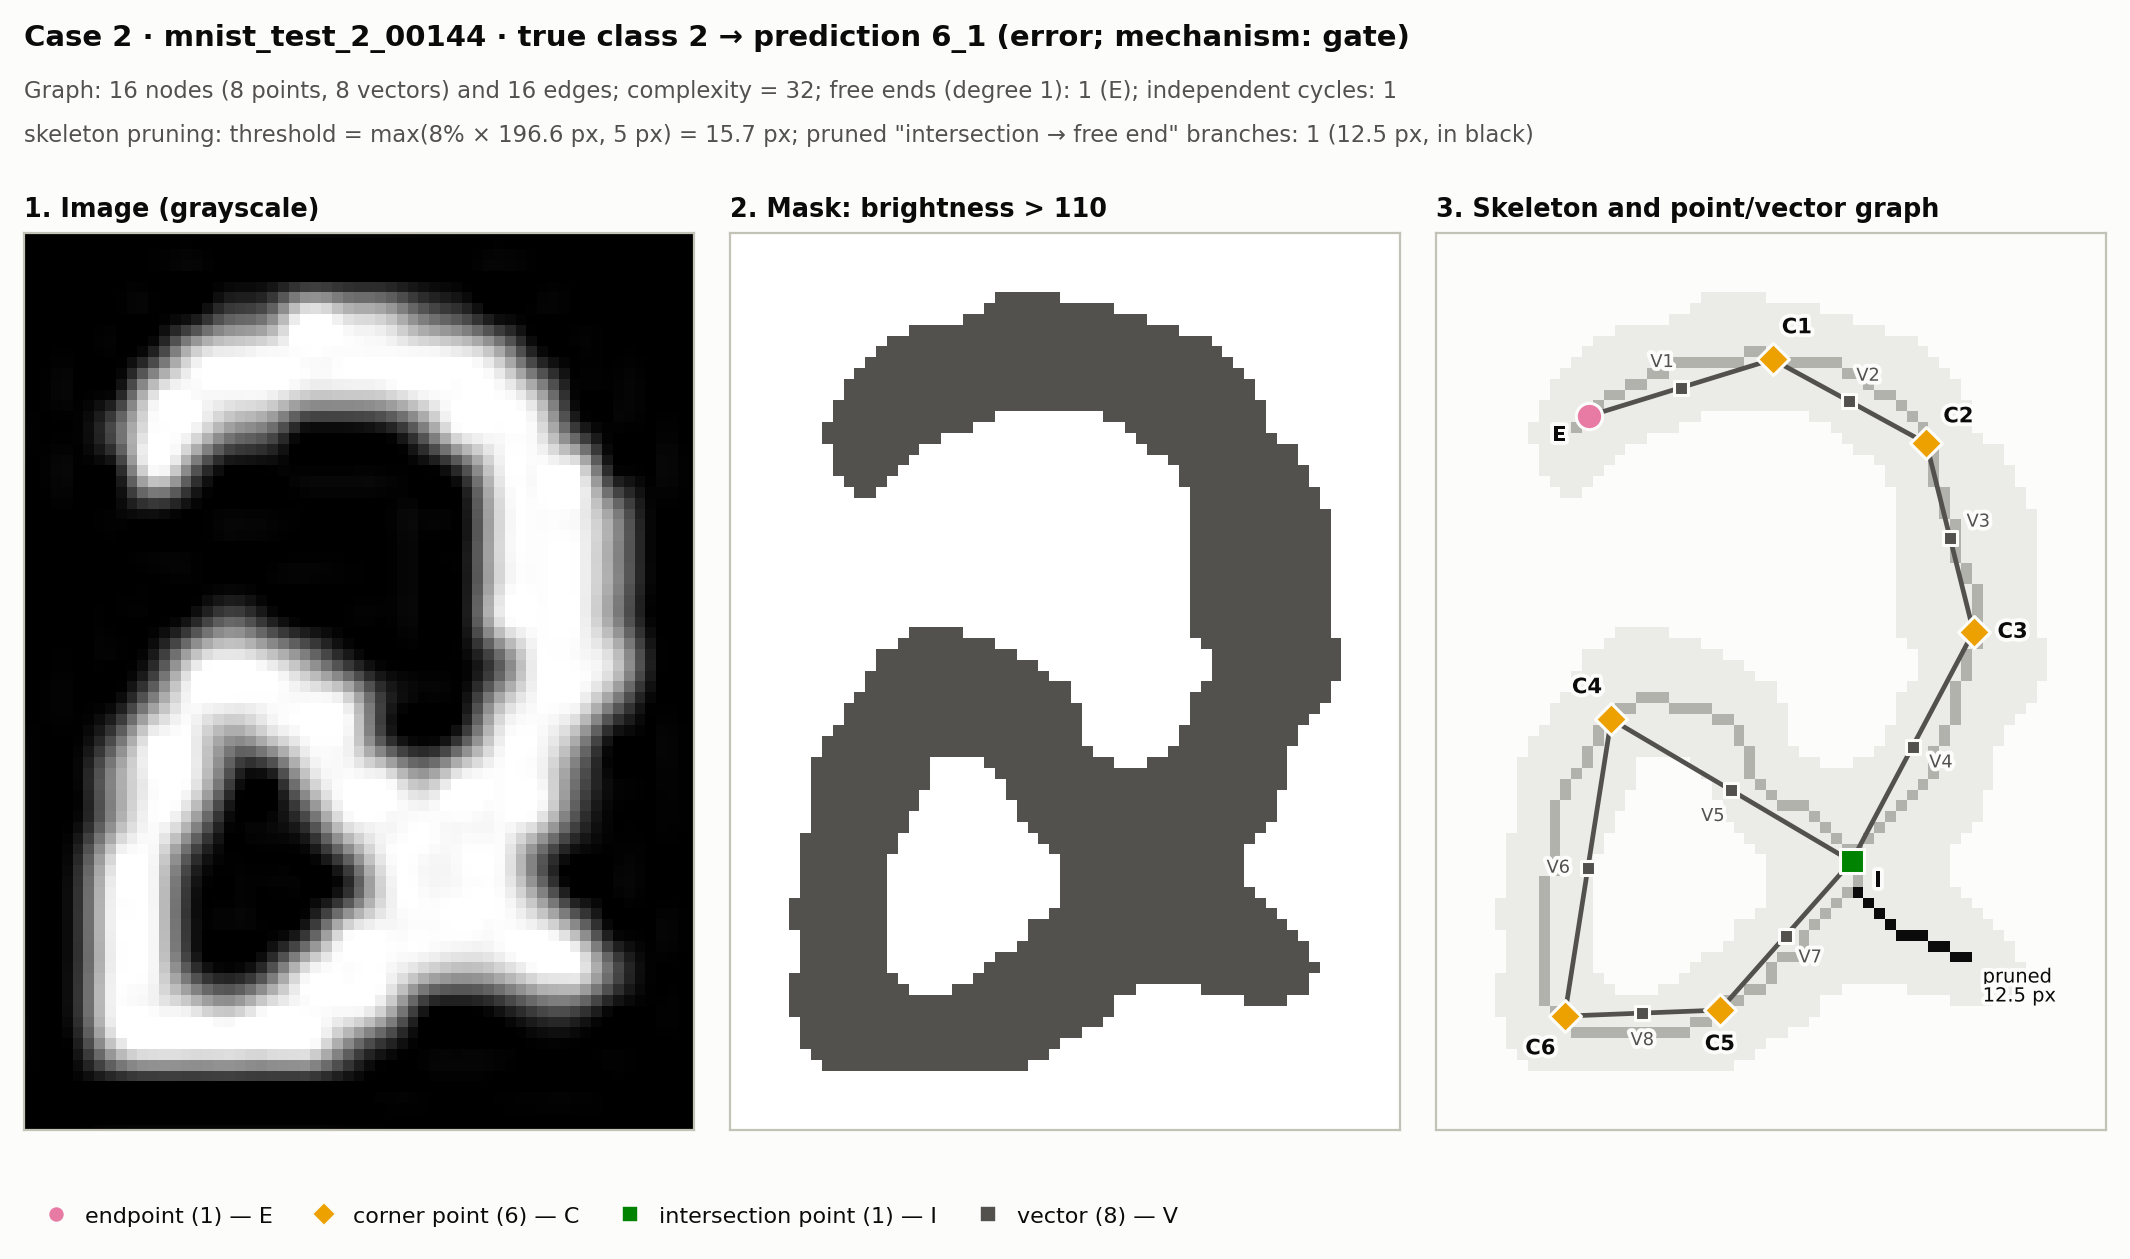 Case 2 · mnist_test_2_00144 · true class 2 → prediction 6_1 (error; mechanism: gate)
Graph: 16 nodes (8 points, 8 vectors) and 16 edges; complexity = 32; free ends (degree 1): 1 (E); independent cycles: 1
skeleton pruning: threshold = max(8% × 196.6 px, 5 px) = 15.7 px; pruned "intersection → free end" branches: 1 (12.5 px, in black)
1. Image (grayscale)
2. Mask: brightness > 110
3. Skeleton and point/vector graph
C1
V1
V2
C2
E
V3
C3
C4
V4
V5
V6
I
V7
pruned
12.5 px
C6
V8
C5
endpoint (1) — E
corner point (6) — C
intersection point (1) — I
vector (8) — V